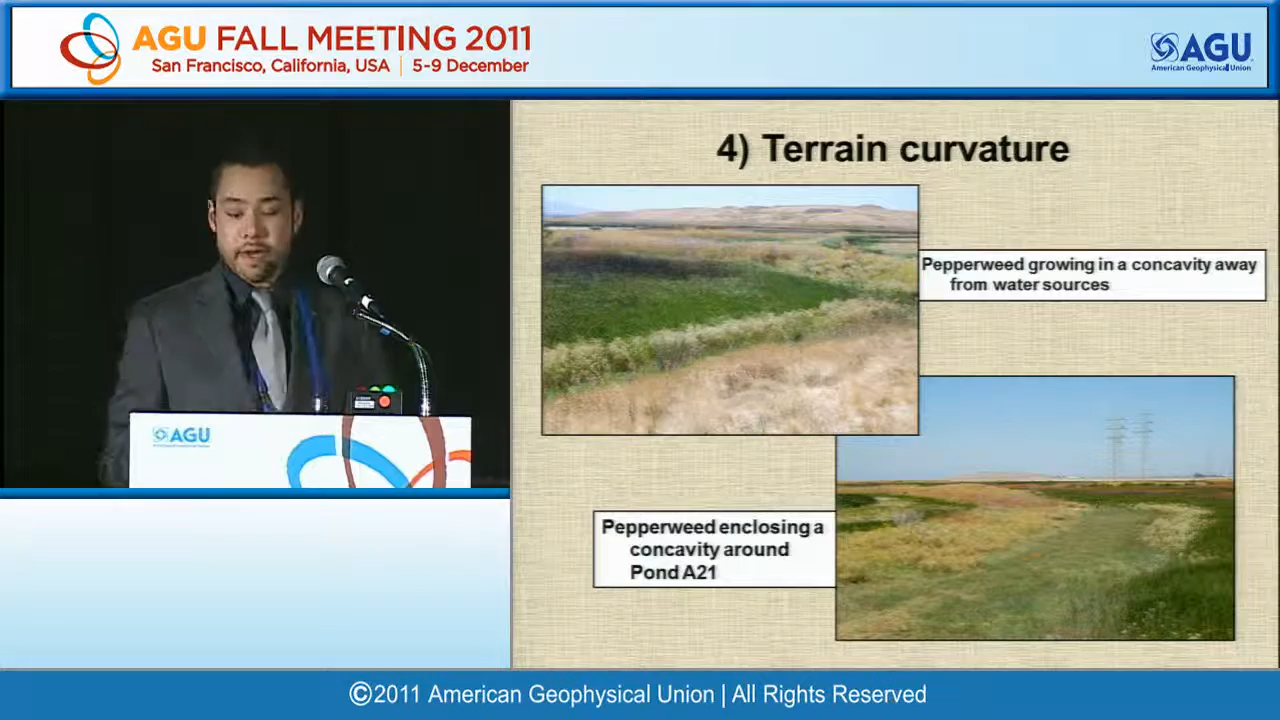 AGU FALL MEETING 2011
San Francisco, California, USA | 5-9 December
AGU
American Geophysical Union
4) Terrain curvature
Pepperweed growing in a concavity away
from water sources
Pepperweed enclosing a
concavity around
Pond A21
AGU
©2011 American Geophysical Union | All Rights Reserved